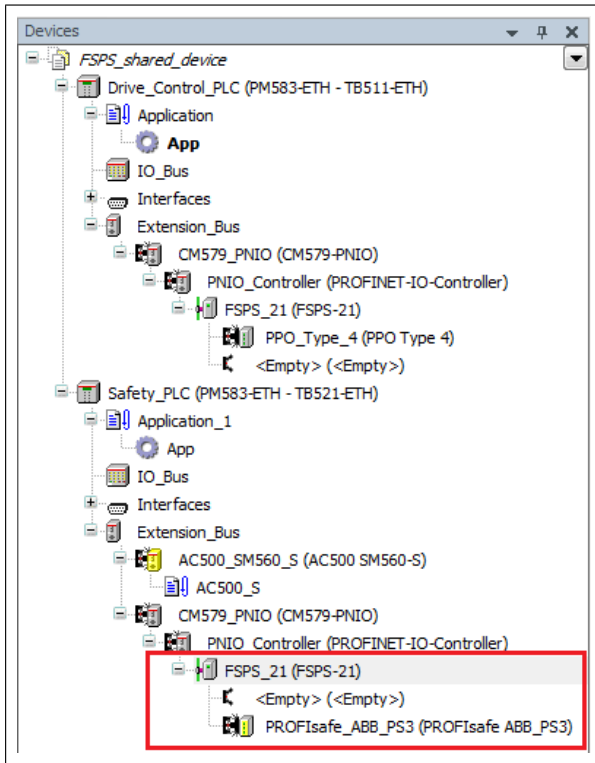 Devices
FSPS_shared_device
Drive_Control_PLC (PM583-ETH - TB511-ETH)
Application
App
IO_Bus
Interfaces
Extension_Bus
CM579_PNIO (CM579-PNIO)
PNIO_Controller (PROFINET-IO-Controller)
FSPS_21 (FSPS-21)
PPO_Type_4 (PPO Type 4)
<Empty> (<Empty>)
Safety_PLC (PM583-ETH - TB521-ETH)
Application_1
App
IO_Bus
Interfaces
Extension_Bus
AC500_SM560_S (AC500 SM560-S)
AC500_S
CM579_PNIO (CM579-PNIO)
PNIO_Controller (PROFINET-IO-Controller)
FSPS_21 (FSPS-21)
<Empty> (<Empty>)
PROFIsafe_ABB_PS3 (PROFIsafe ABB_PS3)